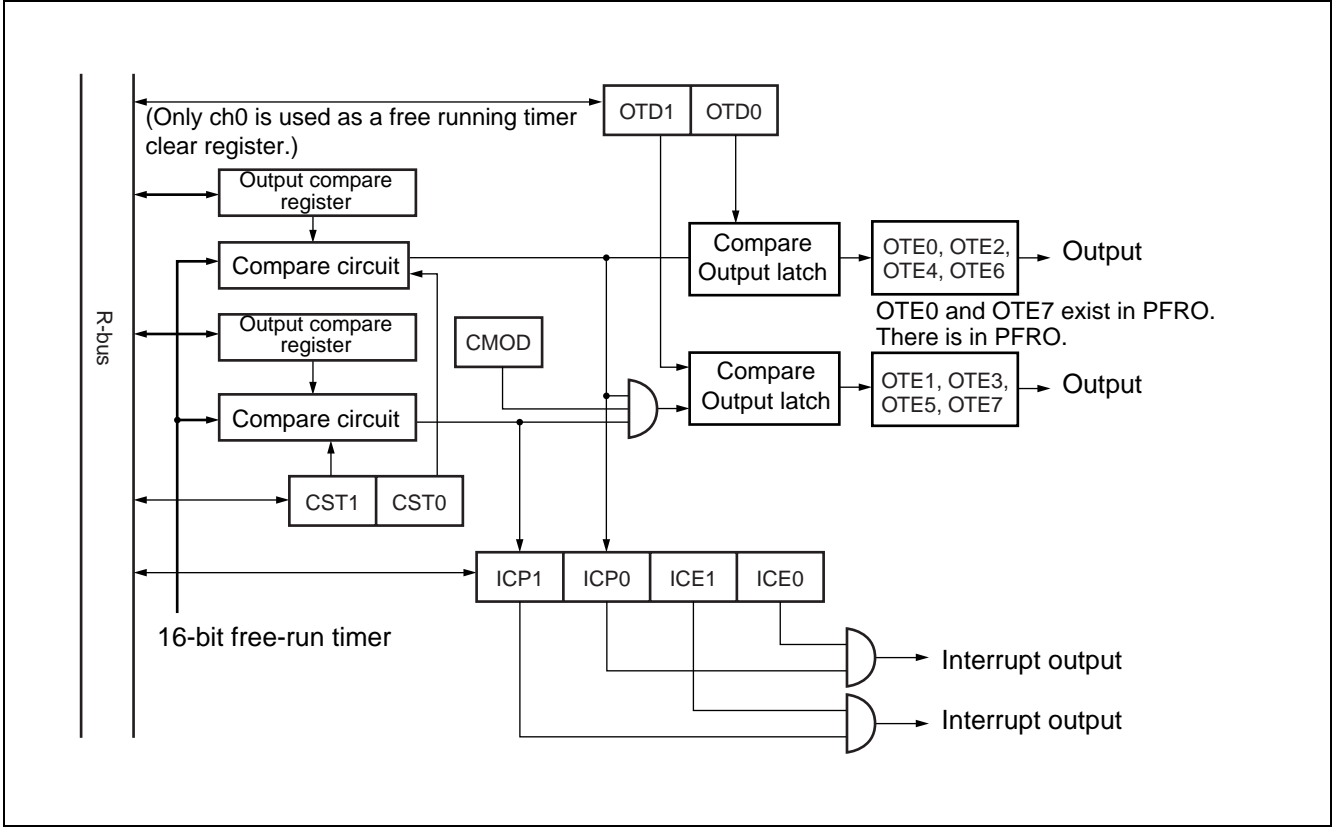 OTD1 OTD0
(Only ch0 is used as a free running timer
clear register.)
Output compare
register
Compare circuit
Compare
Output latch
OTE0, OTE2,
OTE4, OTE6
Output
OTE0 and OTE7 exist in PFRO.
There is in PFRO.
R-bus
Output compare
register
CMOD
Compare circuit
Compare
Output latch
OTE1, OTE3,
OTE5, OTE7
Output
CST1 CST0
ICP1 ICP0 ICE1 ICE0
16-bit free-run timer
Interrupt output
Interrupt output